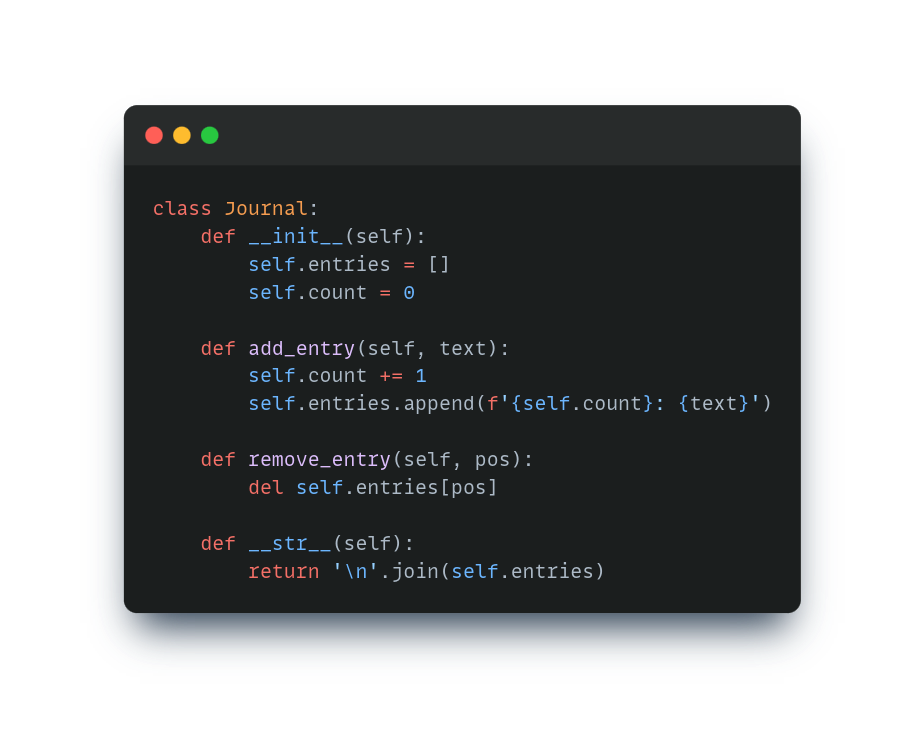 class Journal:
    def __init__(self):
        self.entries = []
        self.count = 0

    def add_entry(self, text):
        self.count += 1
        self.entries.append(f'{self.count}: {text}')

    def remove_entry(self, pos):
        del self.entries[pos]

    def __str__(self):
        return '\n'.join(self.entries)